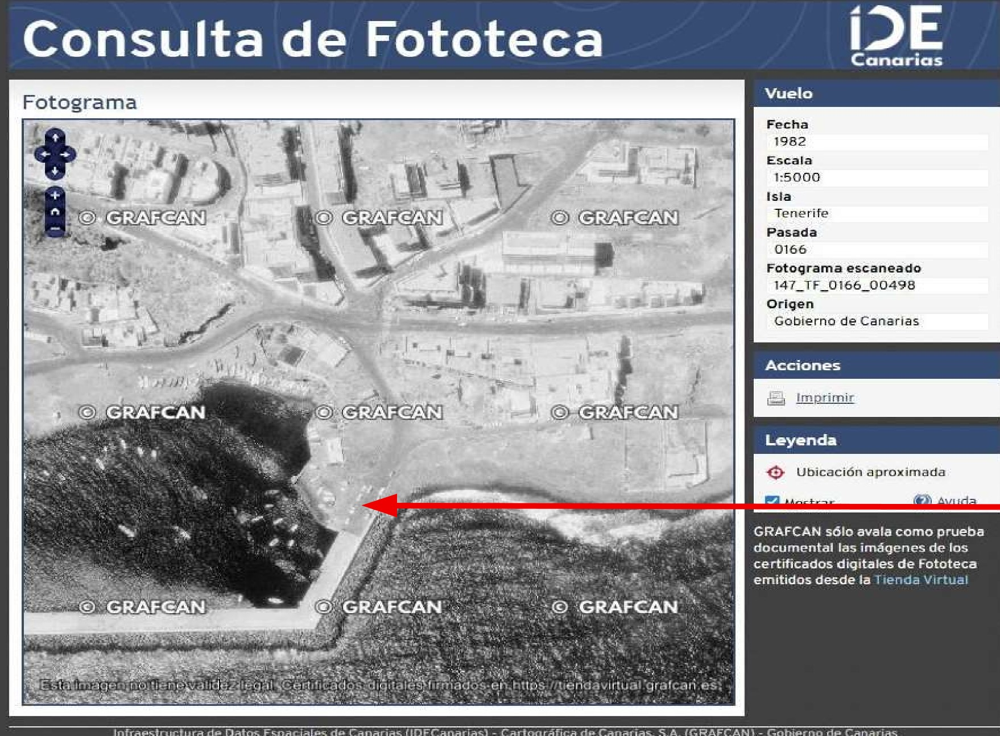 Consulta de Fototeca
iDE
Canarias
Fotograma
© GRAFCAN © GRAFCAN © GRAFCAN
© GRAFCAN © GRAFCAN © GRAFCAN
© GRAFCAN © GRAFCAN © GRAFCAN
Esta imagen no tiene validez legal. Certificados digitales firmados en https://tiendavirtual.grafcan.es
Vuelo
Fecha
1982
Escala
1:5000
Isla
Tenerife
Pasada
0166
Fotograma escaneado
147_TF_0166_00498
Origen
Gobierno de Canarias
Acciones
Imprimir
Leyenda
Ubicación aproximada
Mostrar Ayuda
GRAFCAN sólo avala como prueba
documental las imágenes de los
certificados digitales de Fototeca
emitidos desde la Tienda Virtual
Infraestructura de Datos Espaciales de Canarias (IDECanarias) - Cartográfica de Canarias, S.A. (GRAFCAN) - Gobierno de Canarias